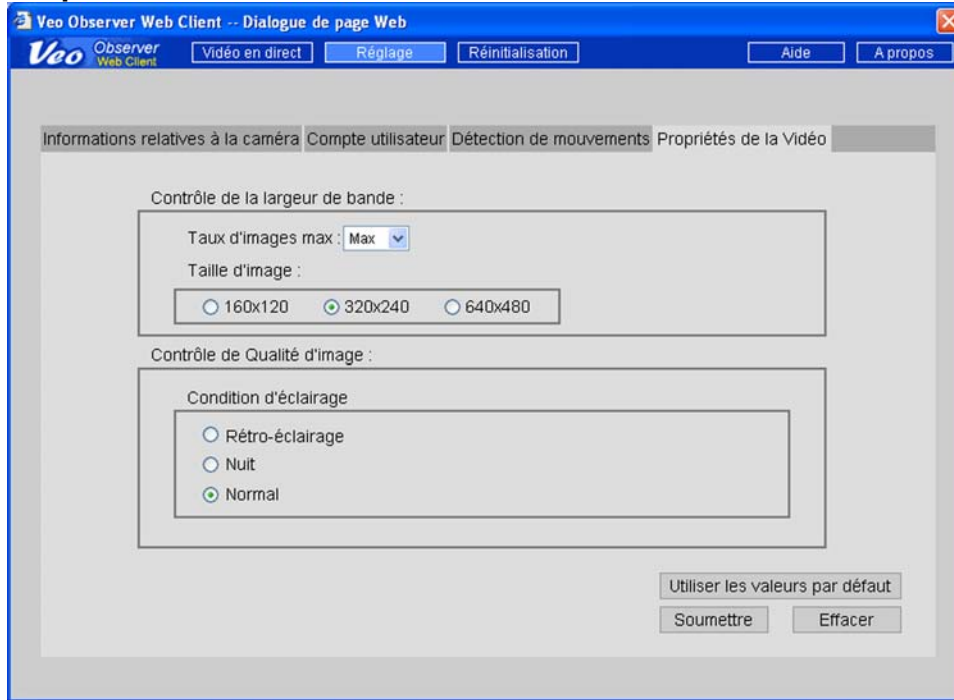 Veo Observer Web Client -- Dialogue de page Web
Veo Observer Web Client Vidéo en direct Réglage Réinitialisation Aide A propos
Informations relatives à la caméra Compte utilisateur Détection de mouvements Propriétés de la Vidéo
Contrôle de la largeur de bande :
Taux d'images max : Max
Taille d'image :
160x120 320x240 640x480
Contrôle de Qualité d'image :
Condition d'éclairage
Rétro-éclairage
Nuit
Normal
Utiliser les valeurs par défaut
Soumettre Effacer